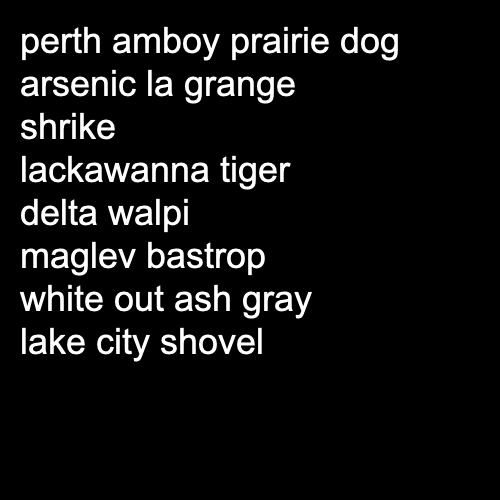 perth amboy prairie dog
arsenic la grange
shrike
lackawanna tiger
delta walpi
maglev bastrop
white out ash gray
lake city shovel